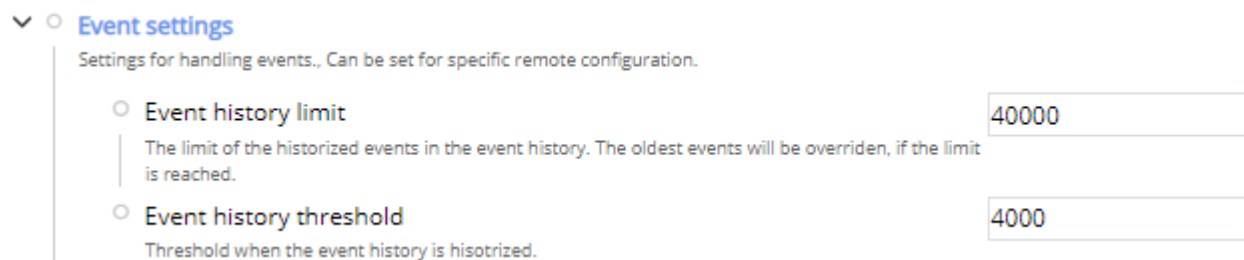 Event settings
Settings for handling events., Can be set for specific remote configuration.
Event history limit
40000
The limit of the historized events in the event history. The oldest events will be overriden, if the limit
is reached.
Event history threshold
4000
Threshold when the event history is hisotrized.